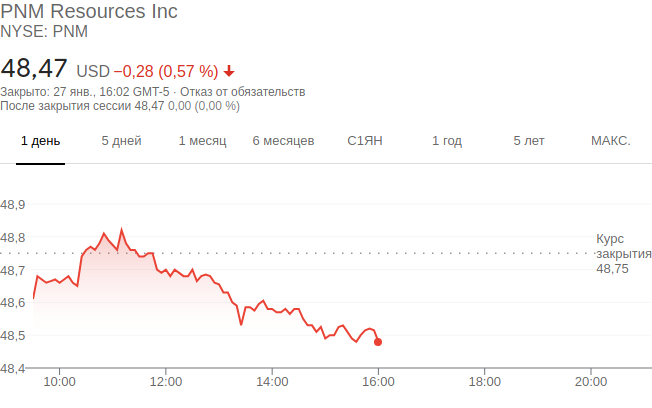 PNM Resources Inc
NYSE: PNM
48,47 USD −0,28 (0,57 %)
Закрыто: 27 янв., 16:02 GMT-5 · Отказ от обязательств
После закрытия сессии 48,47 0,00 (0,00 %)
1 день 5 дней 1 месяц 6 месяцев С1ЯН 1 год 5 лет МАКС.
48,9
48,8
48,7
48,6
48,5
48,4
Курс
закрытия
48,75
10:00 12:00 14:00 16:00 18:00 20:00